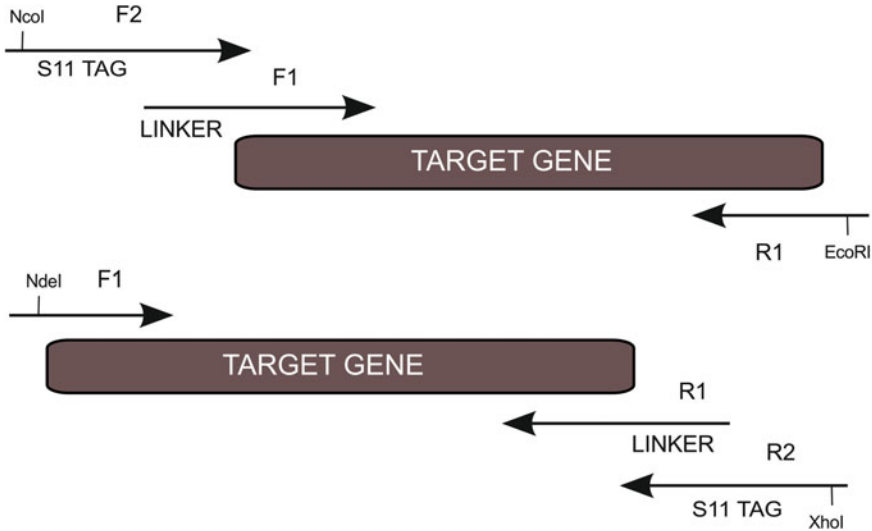 NcoI
F2
S11 TAG
F1
LINKER
TARGET GENE
R1
EcoRI
NdeI
F1
TARGET GENE
R1
LINKER
R2
S11 TAG
XhoI